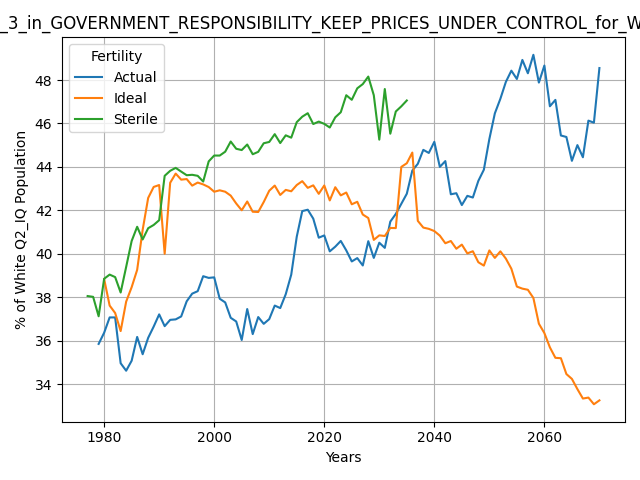 _3_in_GOVERNMENT_RESPONSIBILITY_KEEP_PRICES_UNDER_CONTROL_for_W
Fertility
Actual
Ideal
Sterile
% of White Q2_IQ Population
48
46
44
42
40
38
36
34
1980
2000
2020
2040
2060
Years